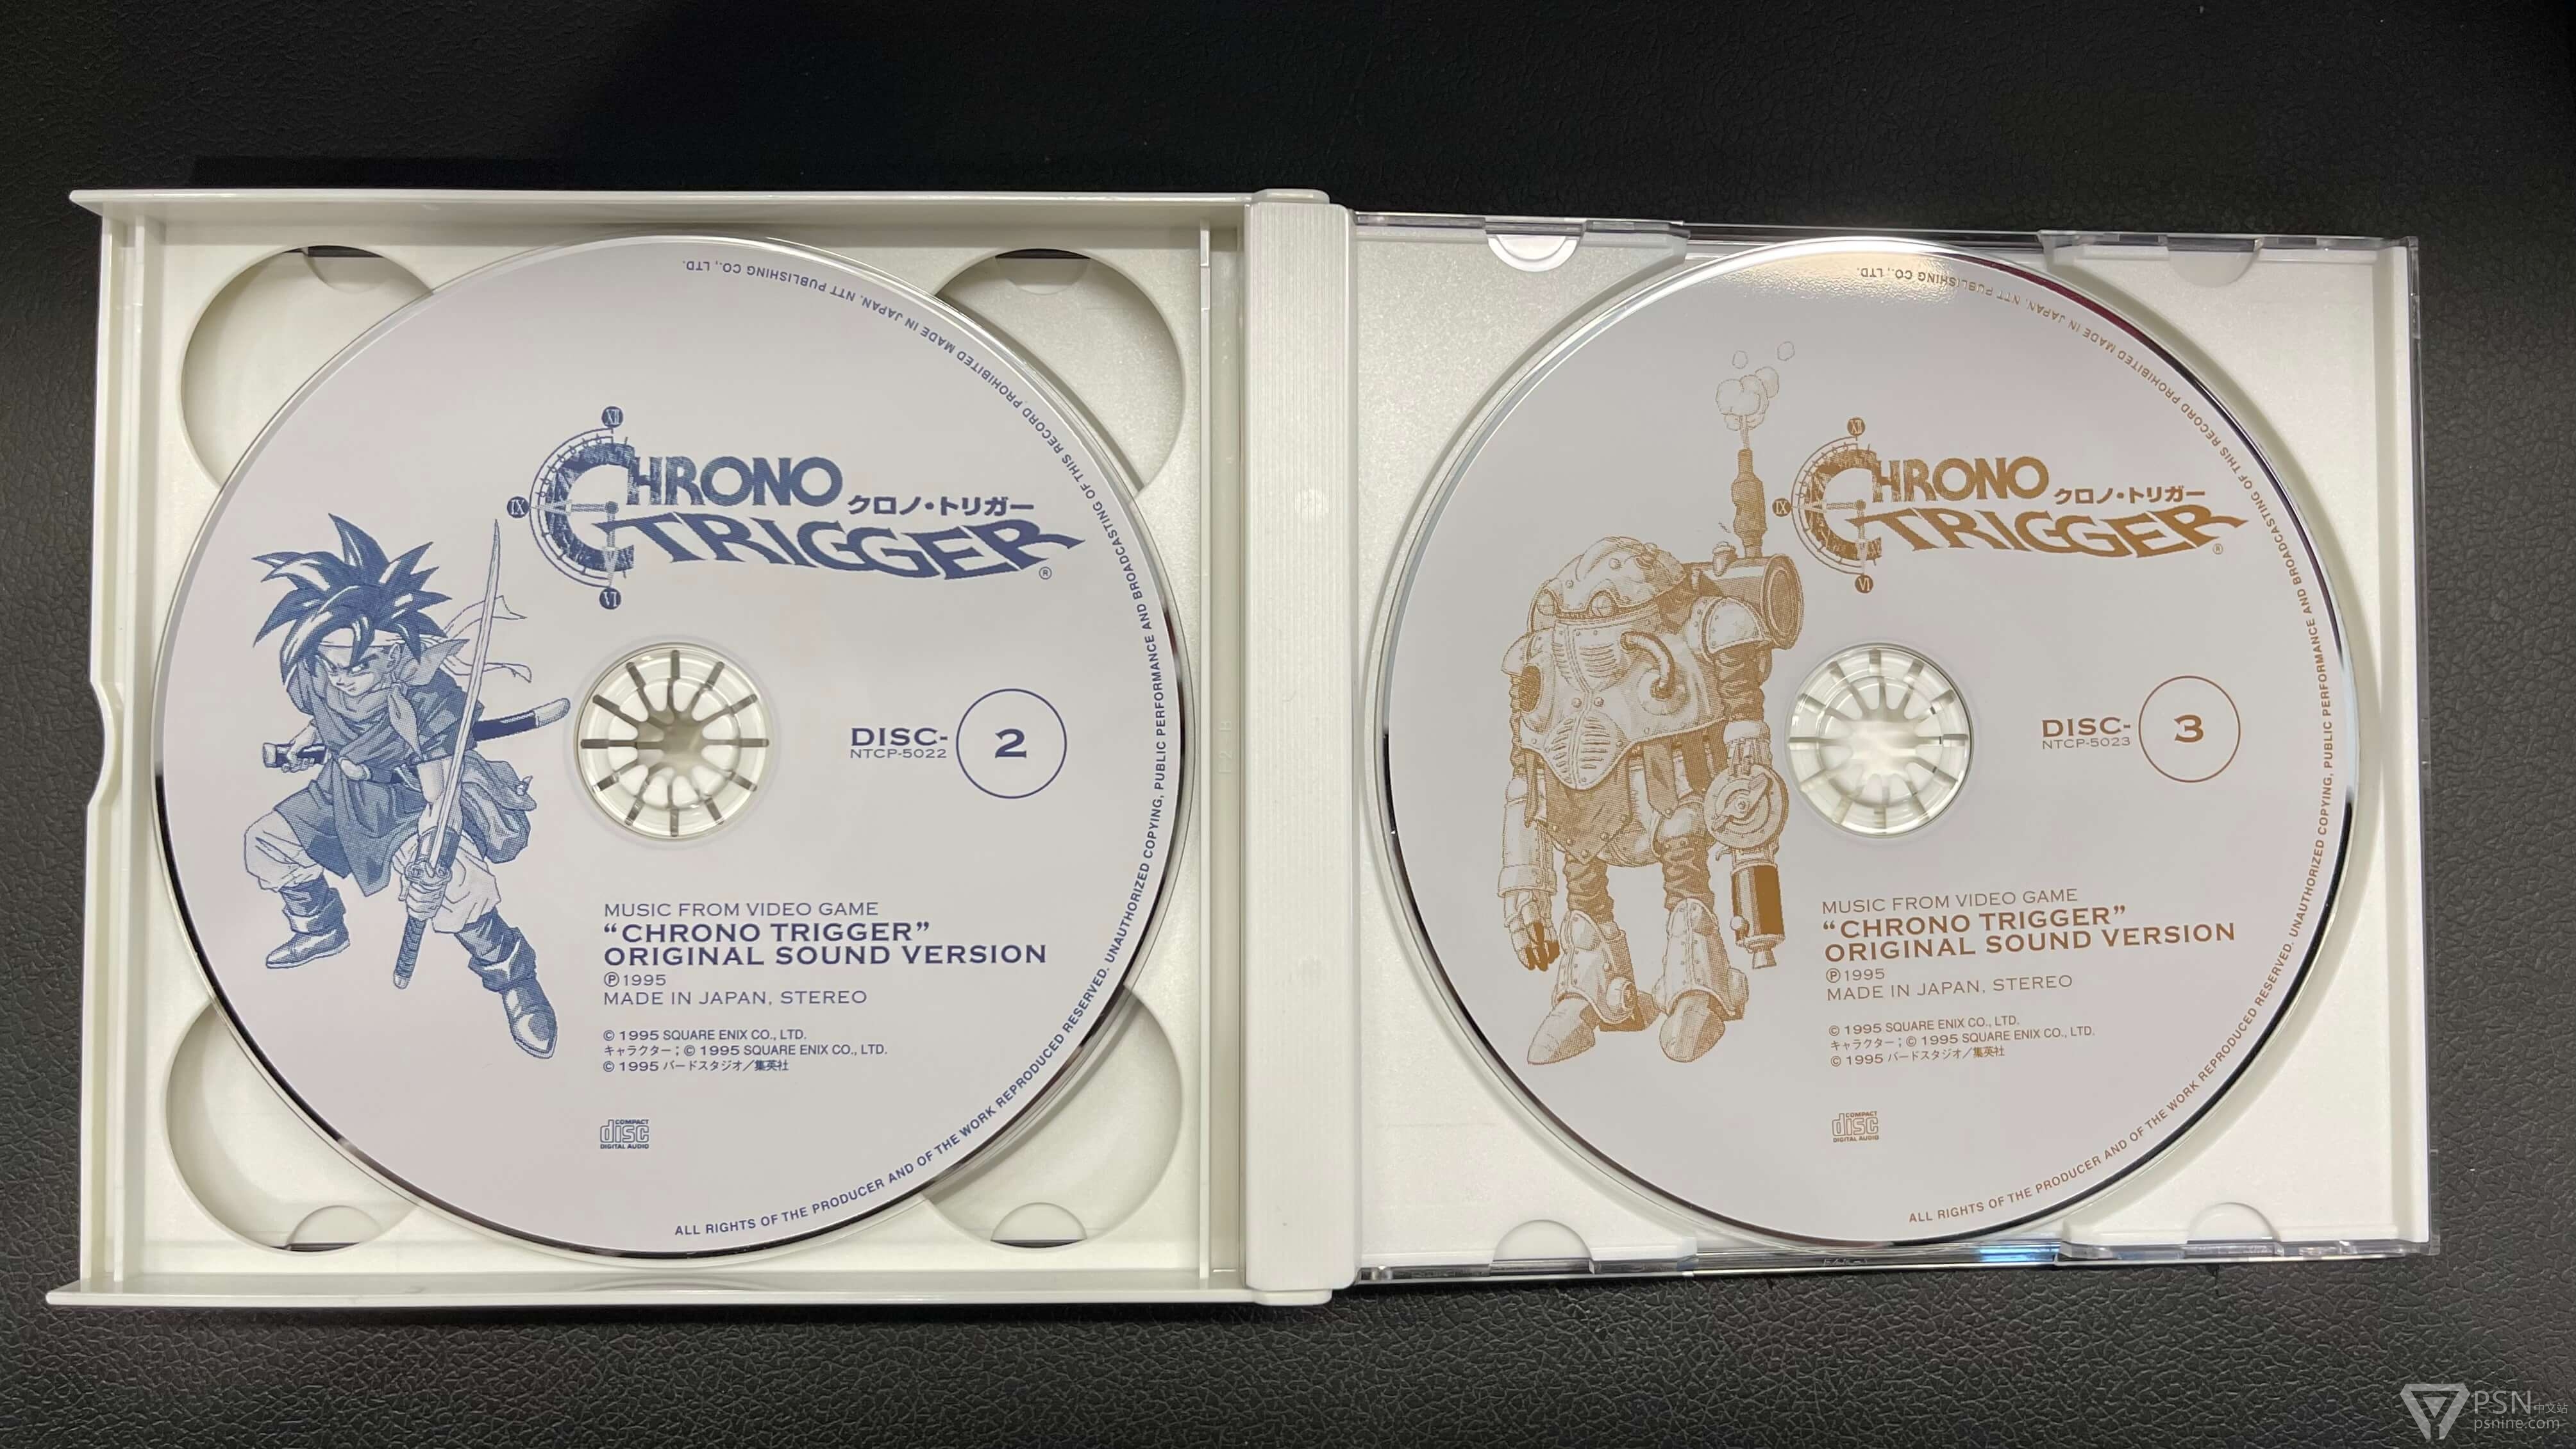 XII
IX
VI
CHRONO
クロノ・トリガー
TRIGGER
®
DISC-
NTCP-5022
2
MUSIC FROM VIDEO GAME
“CHRONO TRIGGER”
ORIGINAL SOUND VERSION
Ⓟ1995
MADE IN JAPAN, STEREO
© 1995 SQUARE ENIX CO., LTD.
キャラクター；© 1995 SQUARE ENIX CO., LTD.
© 1995 バードスタジオ／集英社
COMPACT
disc
DIGITAL AUDIO
ALL RIGHTS OF THE PRODUCER AND OF THE WORK REPRODUCED RESERVED. UNAUTHORIZED COPYING, PUBLIC PERFORMANCE AND BROADCASTING OF THIS RECORD PROHIBITED MADE IN JAPAN. NTT PUBLISHING CO., LTD.
XII
IX
VI
CHRONO
クロノ・トリガー
TRIGGER
®
DISC-
NTCP-5023
3
MUSIC FROM VIDEO GAME
“CHRONO TRIGGER”
ORIGINAL SOUND VERSION
Ⓟ1995
MADE IN JAPAN, STEREO
© 1995 SQUARE ENIX CO., LTD.
キャラクター；© 1995 SQUARE ENIX CO., LTD.
© 1995 バードスタジオ／集英社
COMPACT
disc
DIGITAL AUDIO
ALL RIGHTS OF THE PRODUCER AND OF THE WORK REPRODUCED RESERVED. UNAUTHORIZED COPYING, PUBLIC PERFORMANCE AND BROADCASTING OF THIS RECORD PROHIBITED MADE IN JAPAN. NTT PUBLISHING CO., LTD.
PSN中文站
psnine.com